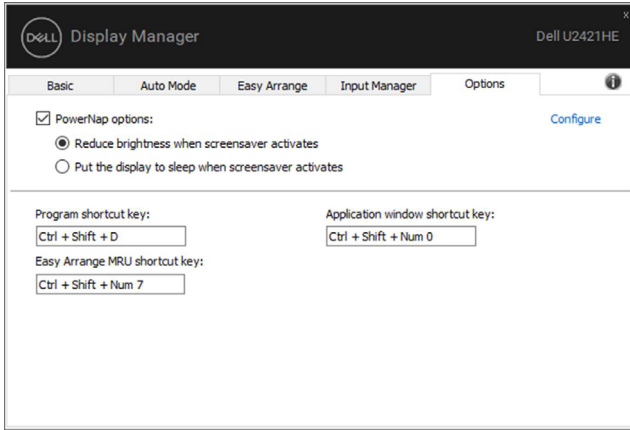 x
DELL Display Manager Dell U2421HE
Basic Auto Mode Easy Arrange Input Manager Options i
PowerNap options: Configure
Reduce brightness when screensaver activates
Put the display to sleep when screensaver activates
Program shortcut key: Application window shortcut key:
Ctrl + Shift + D Ctrl + Shift + Num 0
Easy Arrange MRU shortcut key:
Ctrl + Shift + Num 7